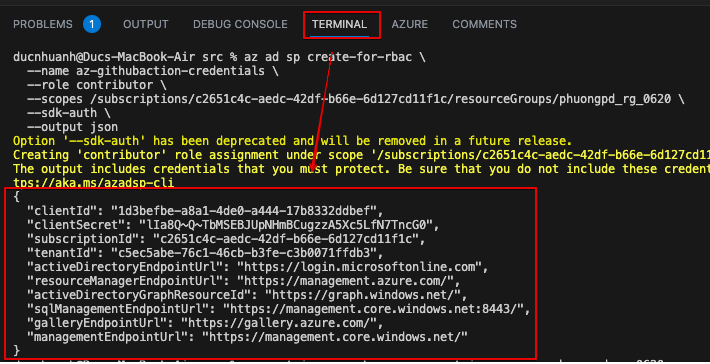 PROBLEMS 1 OUTPUT DEBUG CONSOLE TERMINAL AZURE COMMENTS
ducnhuanh@Ducs-MacBook-Air src % az ad sp create-for-rbac \
--name az-githubaction-credentials \
--role contributor \
--scopes /subscriptions/c2651c4c-aedc-42df-b66e-6d127cd11f1c/resourceGroups/phuongpd_rg_0620 \
--sdk-auth \
--output json
Option '--sdk-auth' has been deprecated and will be removed in a future release.
Creating 'contributor' role assignment under scope '/subscriptions/c2651c4c-aedc-42df-b66e-6d127cd11
The output includes credentials that you must protect. Be sure that you do not include these credent
tps://aka.ms/azadsp-cli
{
"clientId": "1d3befbe-a8a1-4de0-a444-17b8332ddbef",
"clientSecret": "lIa8Q~Q~TbMSEBJUpNHmBCugzzA5Xc5LfN7TncG0",
"subscriptionId": "c2651c4c-aedc-42df-b66e-6d127cd11f1c",
"tenantId": "c5ec5abe-76c1-46cb-b3fe-c3b0071ffdb3",
"activeDirectoryEndpointUrl": "https://login.microsoftonline.com",
"resourceManagerEndpointUrl": "https://management.azure.com/",
"activeDirectoryGraphResourceId": "https://graph.windows.net/",
"sqlManagementEndpointUrl": "https://management.core.windows.net:8443/",
"galleryEndpointUrl": "https://gallery.azure.com/",
"managementEndpointUrl": "https://management.core.windows.net/"
}